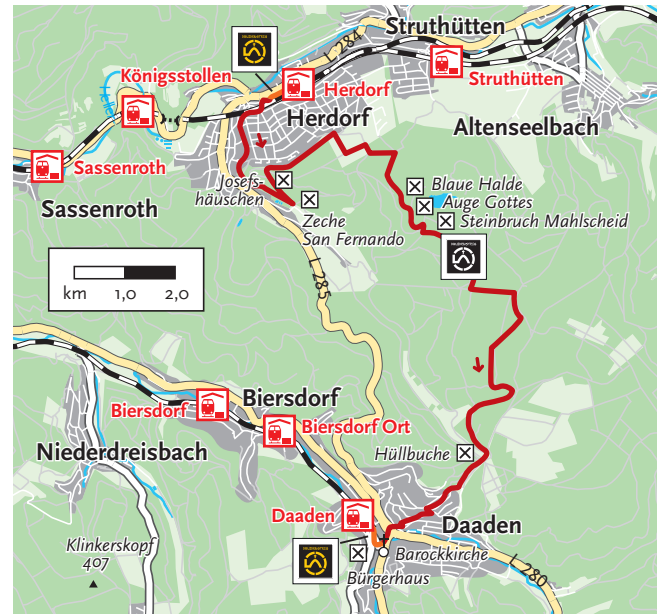 Struthütten
L 284
Königsstollen
Herdorf
Struthütten
Heller
Herdorf
Altenseelbach
Sassenroth
Sassenroth
Josefs-
häuschen
Blaue Halde
Auge Gottes
Steinbruch Mahlscheid
Zeche
San Fernando
km 1,0 2,0
L 285
Biersdorf
Biersdorf
Biersdorf Ort
Niederdreisbach
Hüllbuche
Daaden
Daaden
Klinkerskopf
407
Barockkirche
L 280
Bürgerhaus